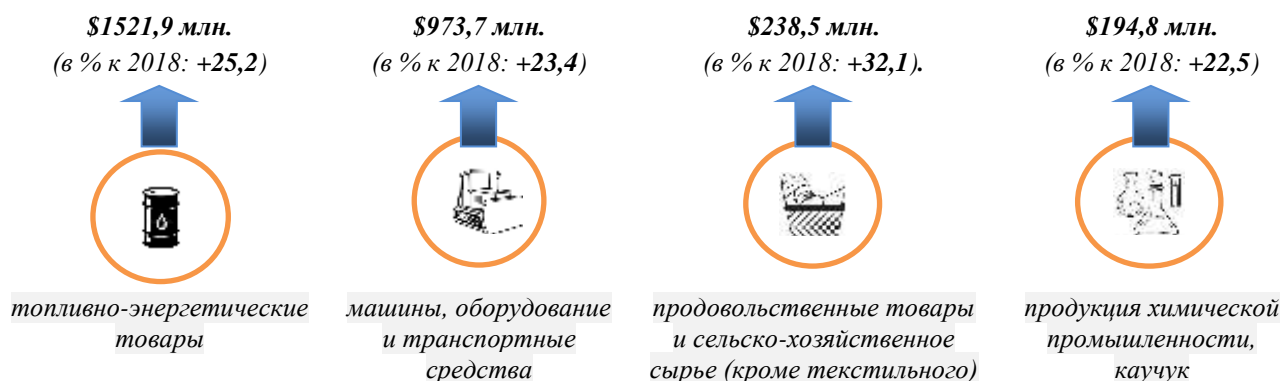 $1521,9 млн.
(в % к 2018: +25,2)
$973,7 млн.
(в % к 2018: +23,4)
$238,5 млн.
(в % к 2018: +32,1).
$194,8 млн.
(в % к 2018: +22,5)
топливно-энергетические
товары
машины, оборудование
и транспортные
средства
продовольственные товары
и сельско-хозяйственное
сырье (кроме текстильного)
продукция химической
промышленности,
каучук